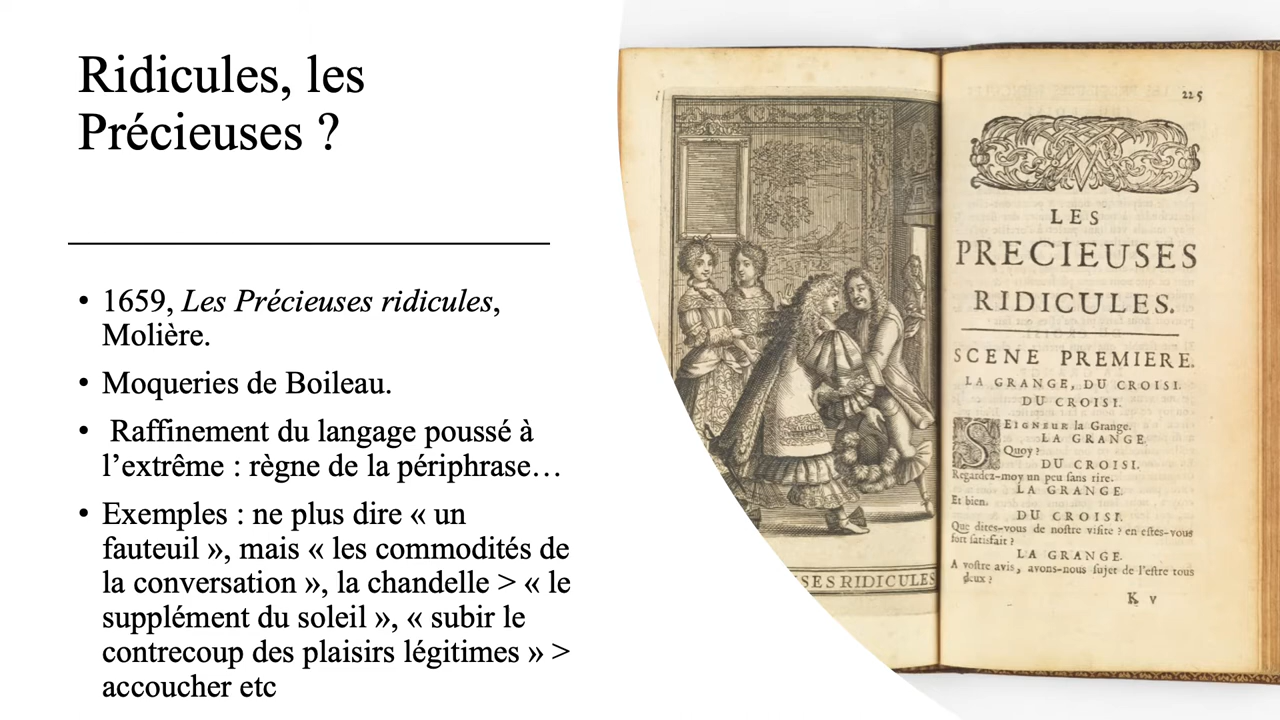 Ridicules, les
Précieuses ?
• 1659, Les Précieuses ridicules,
Molière.
• Moqueries de Boileau.
• Raffinement du langage poussé à
l’extrême : règne de la périphrase…
• Exemples : ne plus dire « un
fauteuil », mais « les commodités de
la conversation », la chandelle > « le
supplément du soleil », « subir le
contrecoup des plaisirs légitimes » >
accoucher etc
SES RIDICULES
225
LES
PRECIEUSES
RIDICULES.
SCENE PREMIERE.
LA GRANGE, DU CROISI.
DU CROISI.
SEIGNEUR la Grange.
LA GRANGE
Quoy ?
DU CROISI.
Regardez-moy un peu sans rire.
LA GRANGE.
Et bien.
DU CROISI.
Que dites-vous de nostre visite ? en estes-vous
fort satisfait ?
LA GRANGE.
A vostre avis, avons-nous sujet de l'estre tous
deux ?
K v